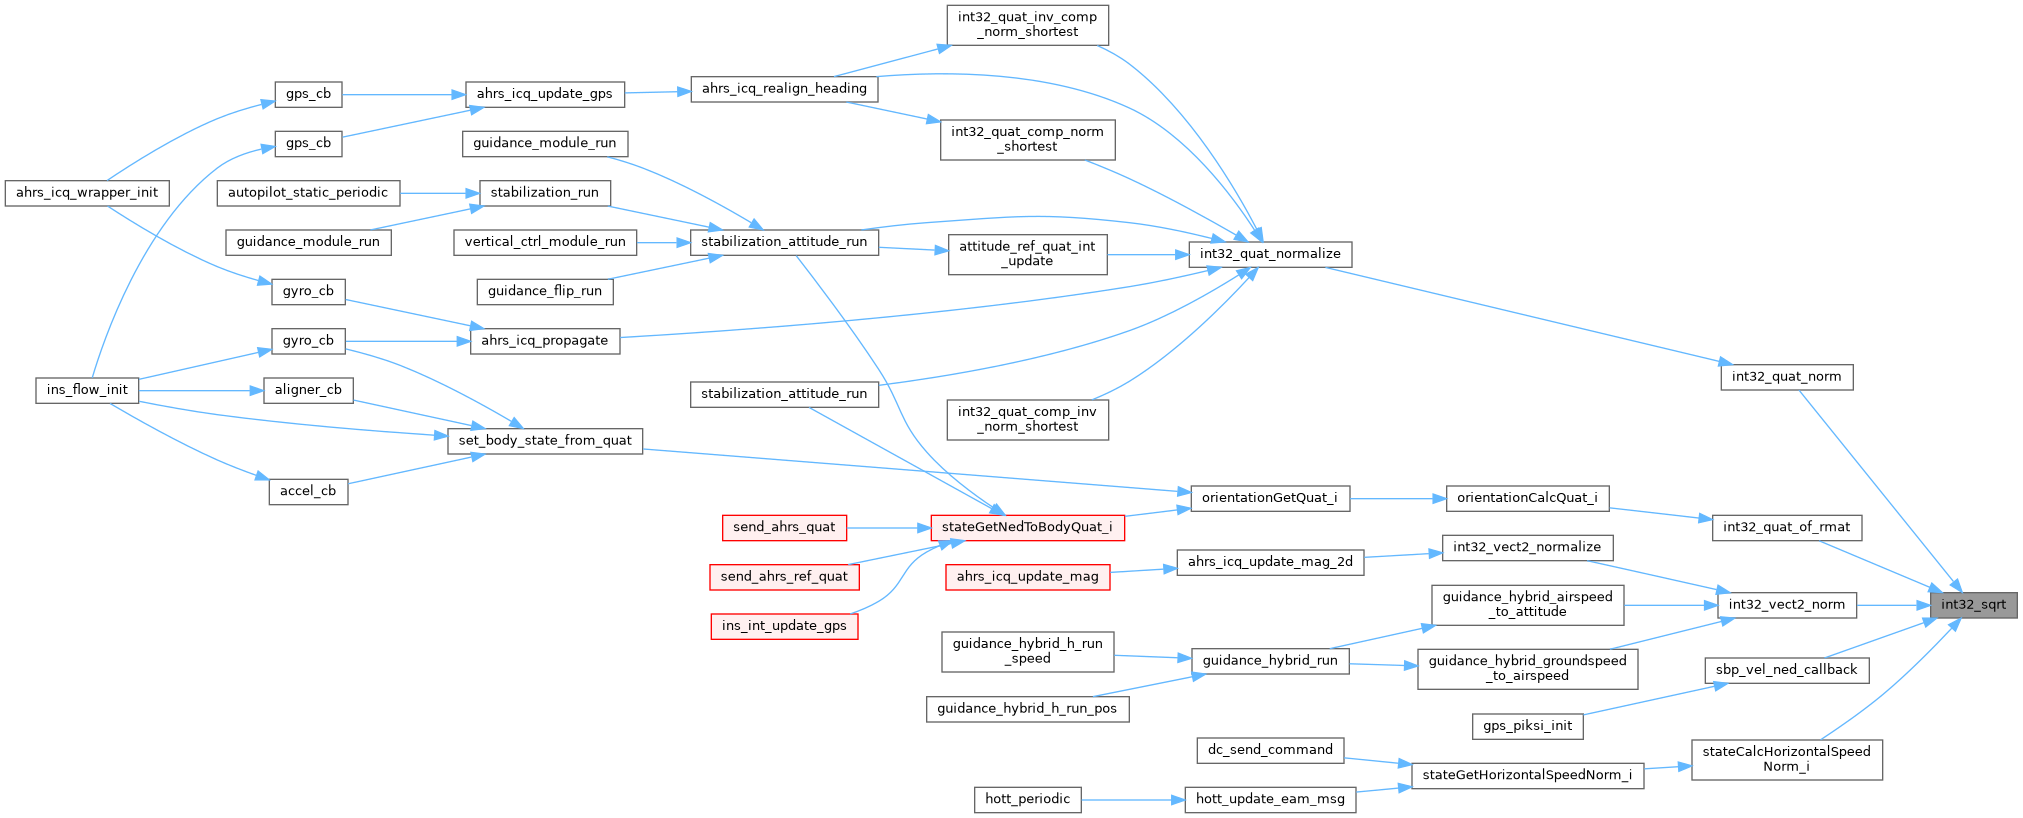 int32_quat_inv_comp
_norm_shortest
ahrs_icq_realign_heading
ahrs_icq_update_gps
gps_cb
int32_quat_comp_norm
_shortest
gps_cb
guidance_module_run
ahrs_icq_wrapper_init
autopilot_static_periodic
stabilization_run
guidance_module_run
vertical_ctrl_module_run
stabilization_attitude_run
attitude_ref_quat_int
_update
int32_quat_normalize
guidance_flip_run
gyro_cb
gyro_cb
ahrs_icq_propagate
int32_quat_norm
ins_flow_init
aligner_cb
stabilization_attitude_run
int32_quat_comp_inv
_norm_shortest
set_body_state_from_quat
accel_cb
orientationGetQuat_i
orientationCalcQuat_i
send_ahrs_quat
stateGetNedToBodyQuat_i
int32_quat_of_rmat
int32_vect2_normalize
ahrs_icq_update_mag_2d
send_ahrs_ref_quat
ahrs_icq_update_mag
guidance_hybrid_airspeed
_to_attitude
int32_vect2_norm
int32_sqrt
ins_int_update_gps
guidance_hybrid_h_run
_speed
guidance_hybrid_run
guidance_hybrid_groundspeed
_to_airspeed
sbp_vel_ned_callback
guidance_hybrid_h_run_pos
gps_piksi_init
dc_send_command
stateCalcHorizontalSpeed
Norm_i
stateGetHorizontalSpeedNorm_i
hott_periodic
hott_update_eam_msg